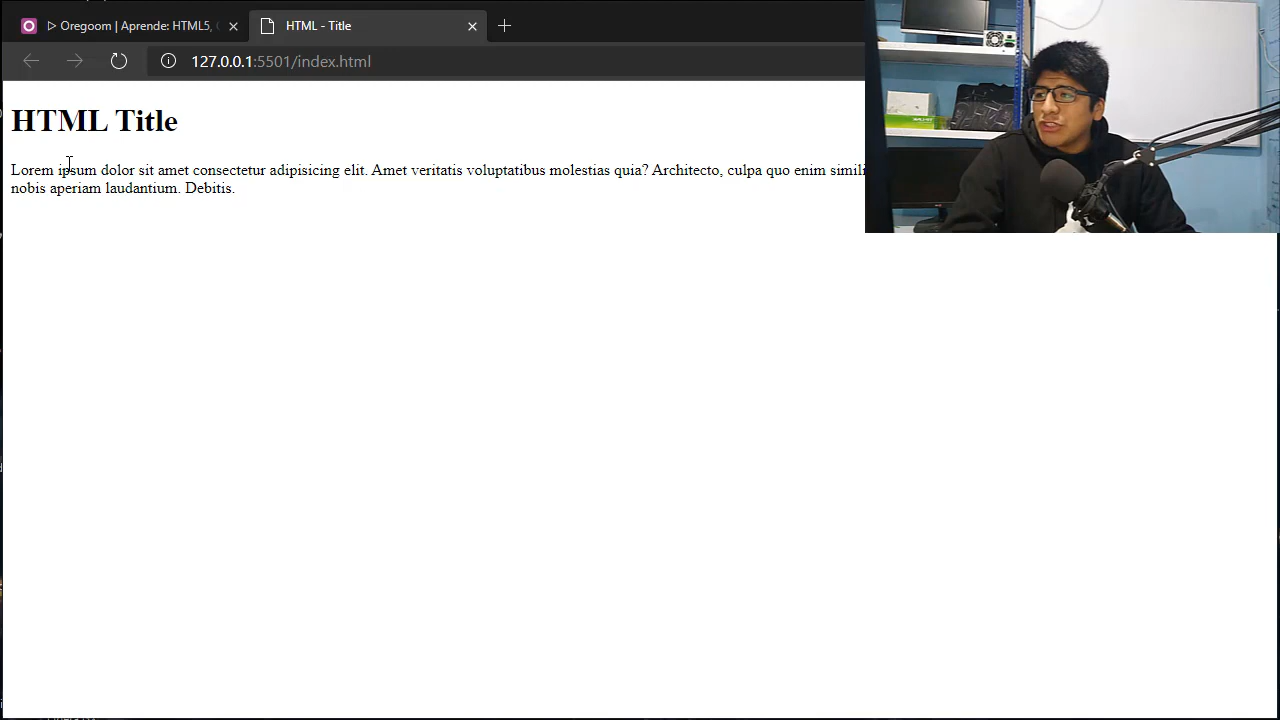 ▷ Oregoom | Aprende: HTML5,
HTML - Title
127.0.0.1:5501/index.html
HTML Title
Lorem ipsum dolor sit amet consectetur adipisicing elit. Amet veritatis voluptatibus molestias quia? Architecto, culpa quo enim simili
nobis aperiam laudantium. Debitis.